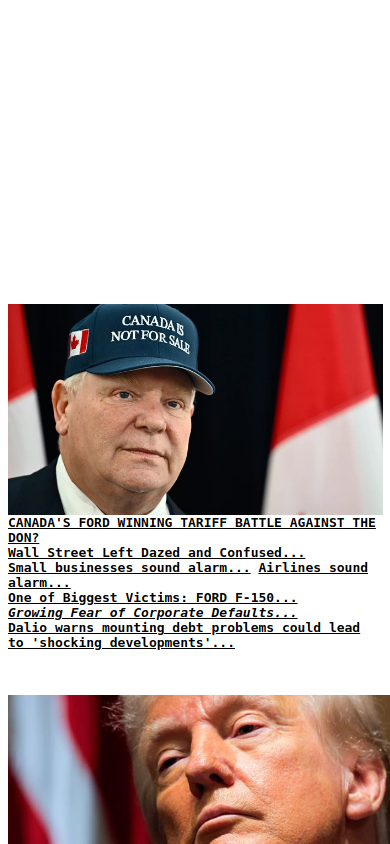 CANADA IS
NOT FOR SALE
CANADA'S FORD WINNING TARIFF BATTLE AGAINST THE
DON?
Wall Street Left Dazed and Confused...
Small businesses sound alarm... Airlines sound
alarm...
One of Biggest Victims: FORD F-150...
Growing Fear of Corporate Defaults...
Dalio warns mounting debt problems could lead
to 'shocking developments'...